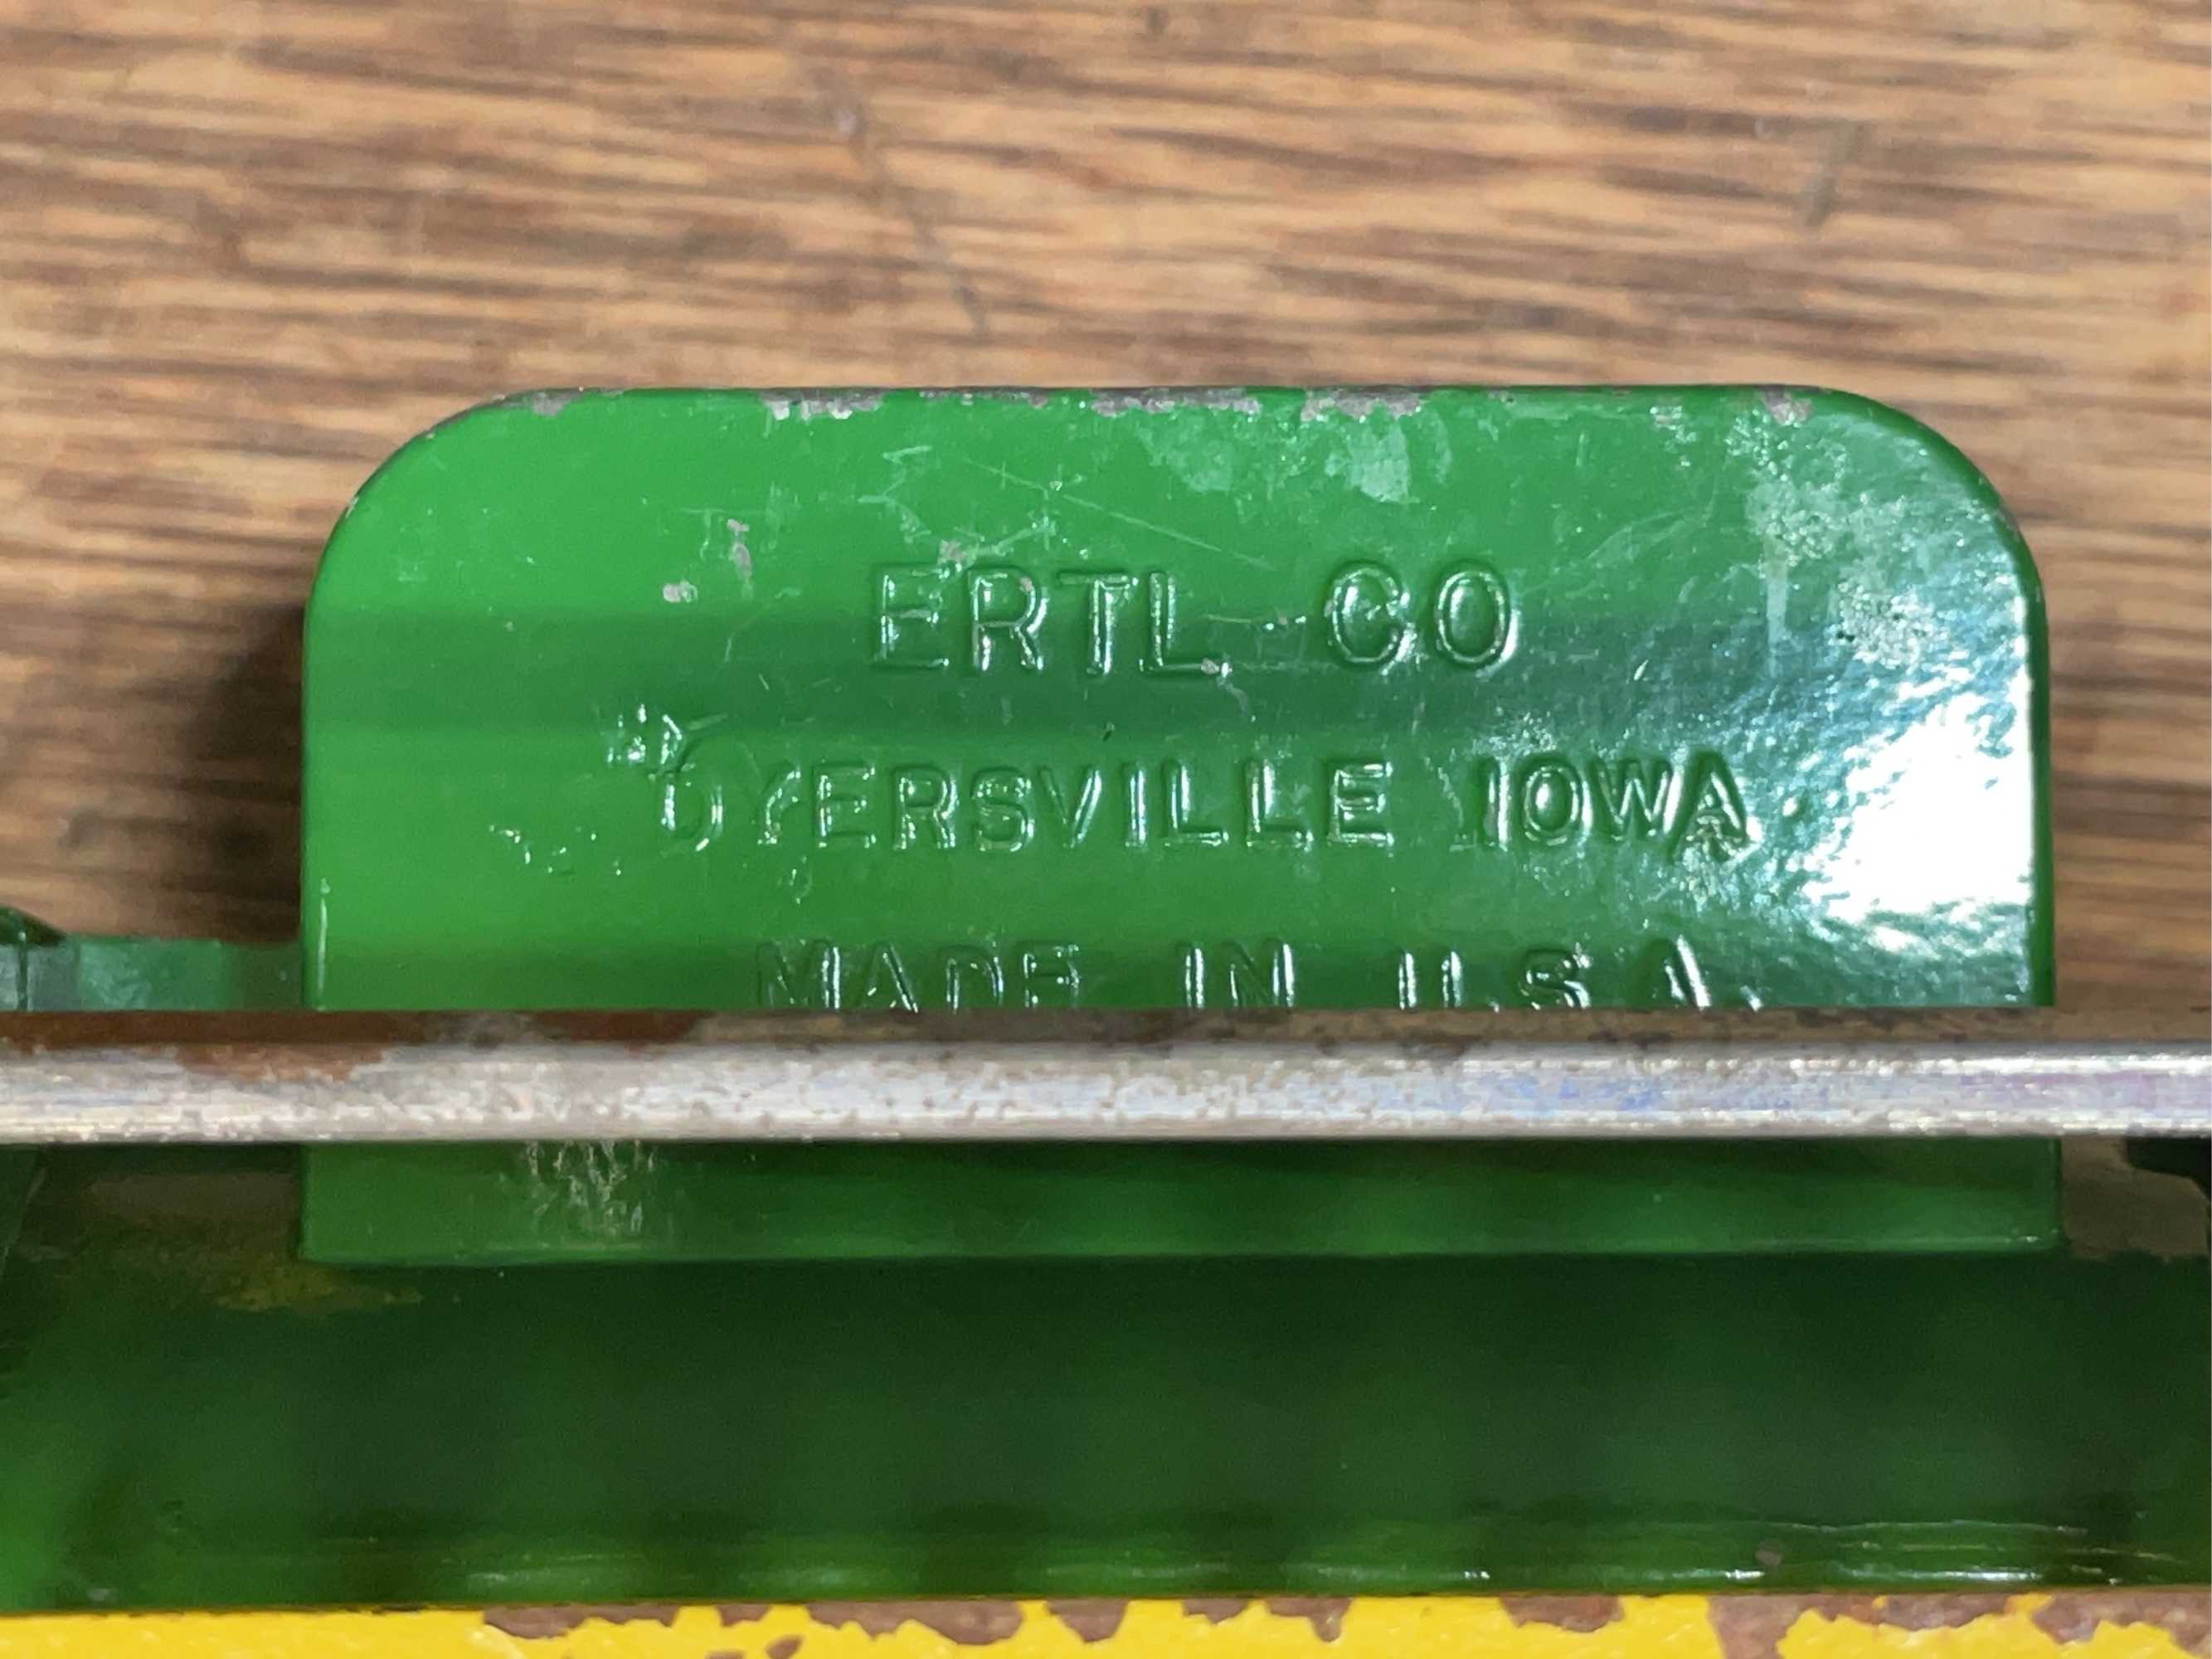 ERTL CO
DYERSVILLE IOWA
MADE IN U.S.A.